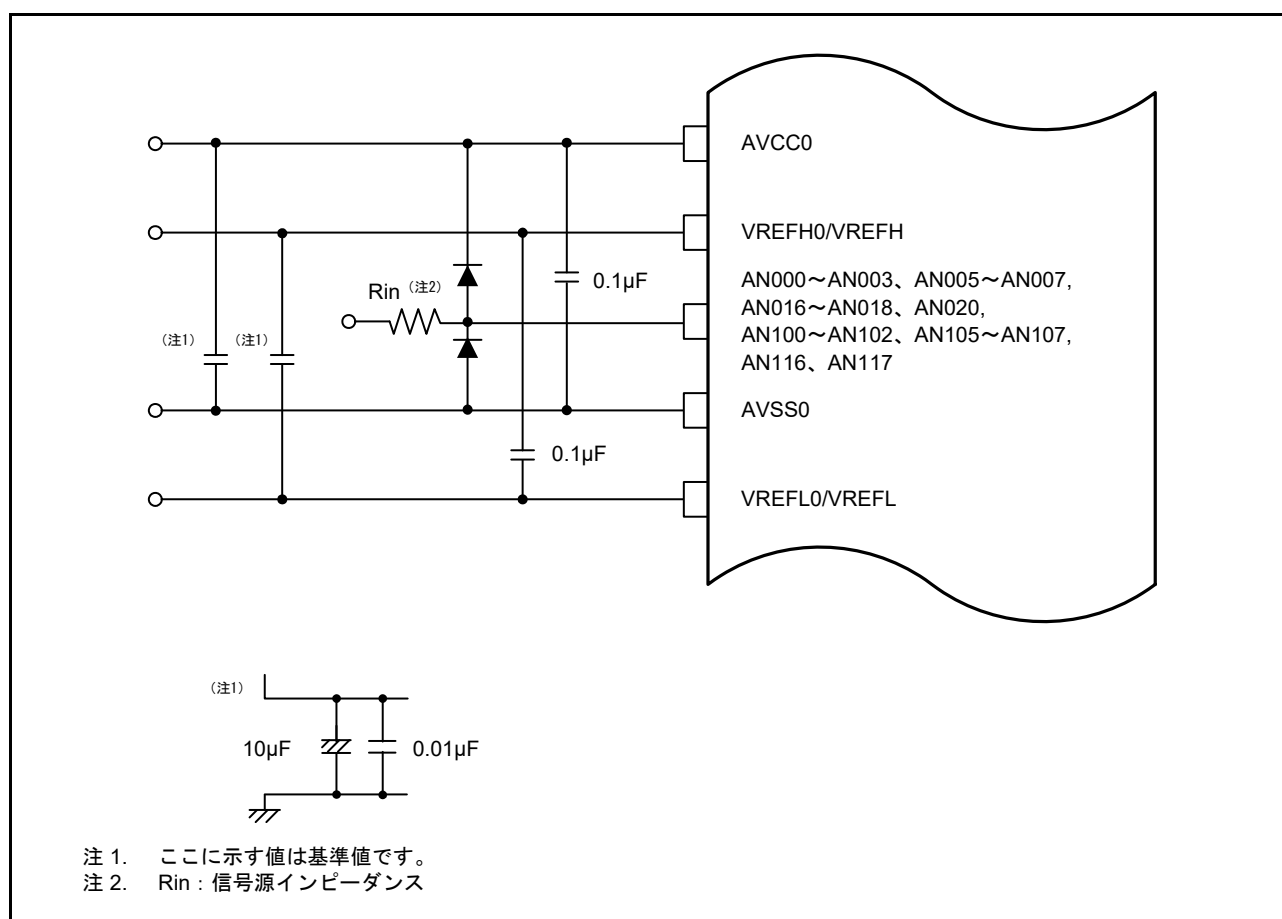 AVCC0
VREFH0/VREFH
Rin（注2）
0.1µF
AN000～AN003、AN005～AN007,
AN016～AN018、AN020,
AN100～AN102、AN105～AN107,
AN116、AN117
（注1）
（注1）
AVSS0
0.1µF
VREFL0/VREFL
（注1）
10µF
0.01µF
注 1. ここに示す値は基準値です。
注 2. Rin：信号源インピーダンス